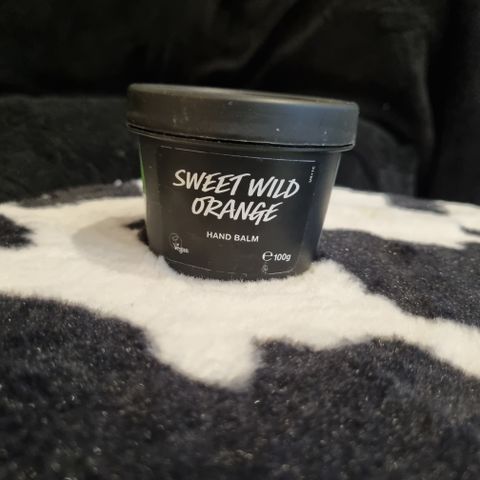 SWEET WILD
ORANGE
HAND BALM
Vegan
℮100g